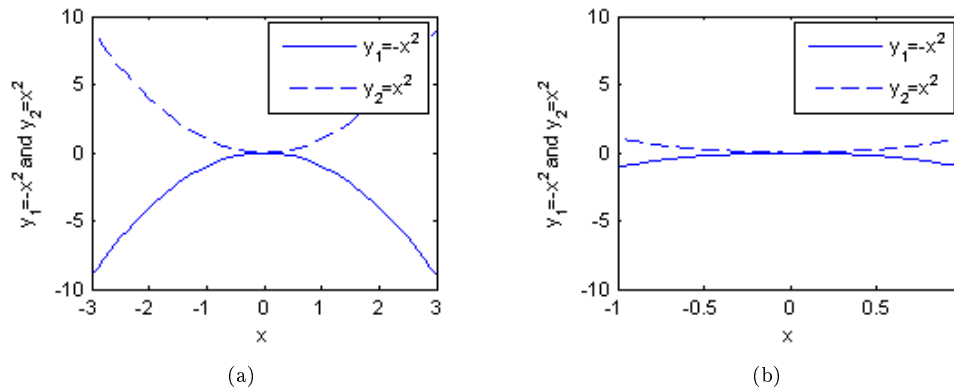 10
5
0
-5
-10
-3 -2 -1 0 1 2 3
x
y₁=-x² and y₂=x²
y₁=-x²
y₂=x²
(a)
10
5
0
-5
-10
-1 -0.5 0 0.5
x
y₁=-x² and y₂=x²
y₁=-x²
y₂=x²
(b)